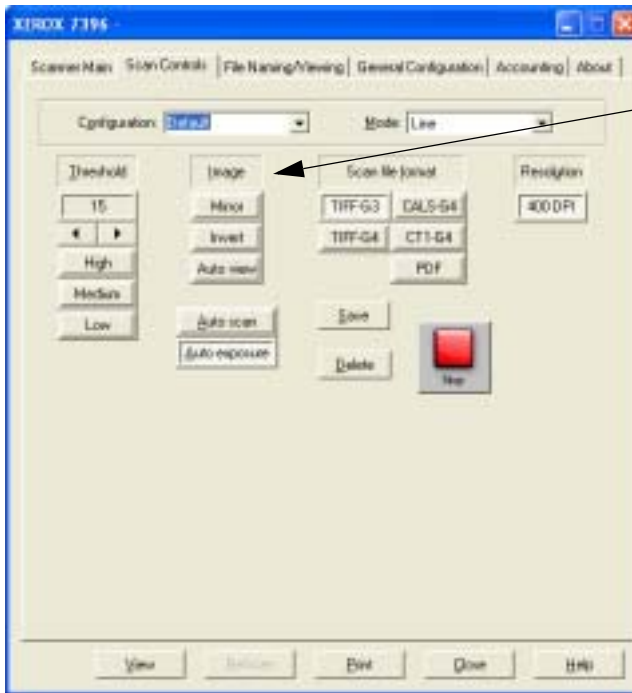 XEROX 7396 -
Scanner Main Scan Controls File Naming/Viewing General Configuration Accounting About
Configuration: Default Mode: Line
Threshold Image Scan file format Resolution
15 Mirror TIFF-G3 CALS-G4 400 DPI
Invert TIFF-G4 CT1-G4
High Auto view PDF
Medium
Low Auto scan Save
Auto exposure Delete
Stop
View Print Close Help